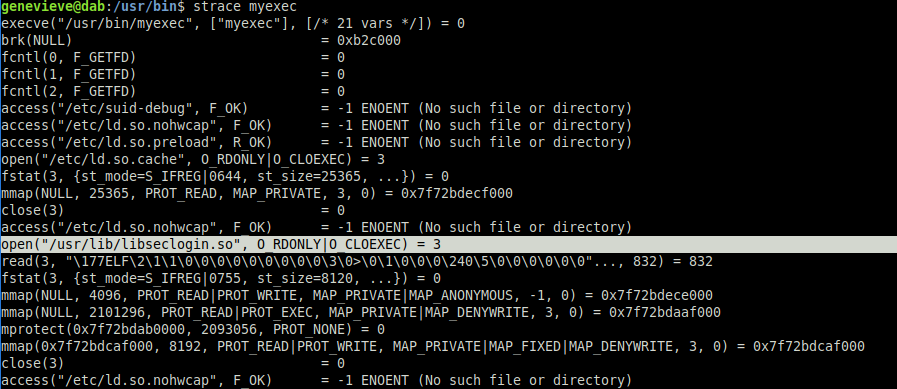 genevieve@dab:/usr/bin$ strace myexec
execve("/usr/bin/myexec", ["myexec"], [/* 21 vars */]) = 0
brk(NULL)                               = 0xb2c000
fcntl(0, F_GETFD)                       = 0
fcntl(1, F_GETFD)                       = 0
fcntl(2, F_GETFD)                       = 0
access("/etc/suid-debug", F_OK)         = -1 ENOENT (No such file or directory)
access("/etc/ld.so.nohwcap", F_OK)      = -1 ENOENT (No such file or directory)
access("/etc/ld.so.preload", R_OK)      = -1 ENOENT (No such file or directory)
open("/etc/ld.so.cache", O_RDONLY|O_CLOEXEC) = 3
fstat(3, {st_mode=S_IFREG|0644, st_size=25365, ...}) = 0
mmap(NULL, 25365, PROT_READ, MAP_PRIVATE, 3, 0) = 0x7f72bdecf000
close(3)                                = 0
access("/etc/ld.so.nohwcap", F_OK)      = -1 ENOENT (No such file or directory)
open("/usr/lib/libseclogin.so", O_RDONLY|O_CLOEXEC) = 3
read(3, "\177ELF\2\1\1\0\0\0\0\0\0\0\0\0\3\0>\0\1\0\0\0\240\5\0\0\0\0\0\0"..., 832) = 832
fstat(3, {st_mode=S_IFREG|0755, st_size=8120, ...}) = 0
mmap(NULL, 4096, PROT_READ|PROT_WRITE, MAP_PRIVATE|MAP_ANONYMOUS, -1, 0) = 0x7f72bdece000
mmap(NULL, 2101296, PROT_READ|PROT_EXEC, MAP_PRIVATE|MAP_DENYWRITE, 3, 0) = 0x7f72bdaaf000
mprotect(0x7f72bdab0000, 2093056, PROT_NONE) = 0
mmap(0x7f72bdcaf000, 8192, PROT_READ|PROT_WRITE, MAP_PRIVATE|MAP_FIXED|MAP_DENYWRITE, 3, 0) = 0x7f72bdcaf000
close(3)                                = 0
access("/etc/ld.so.nohwcap", F_OK)      = -1 ENOENT (No such file or directory)